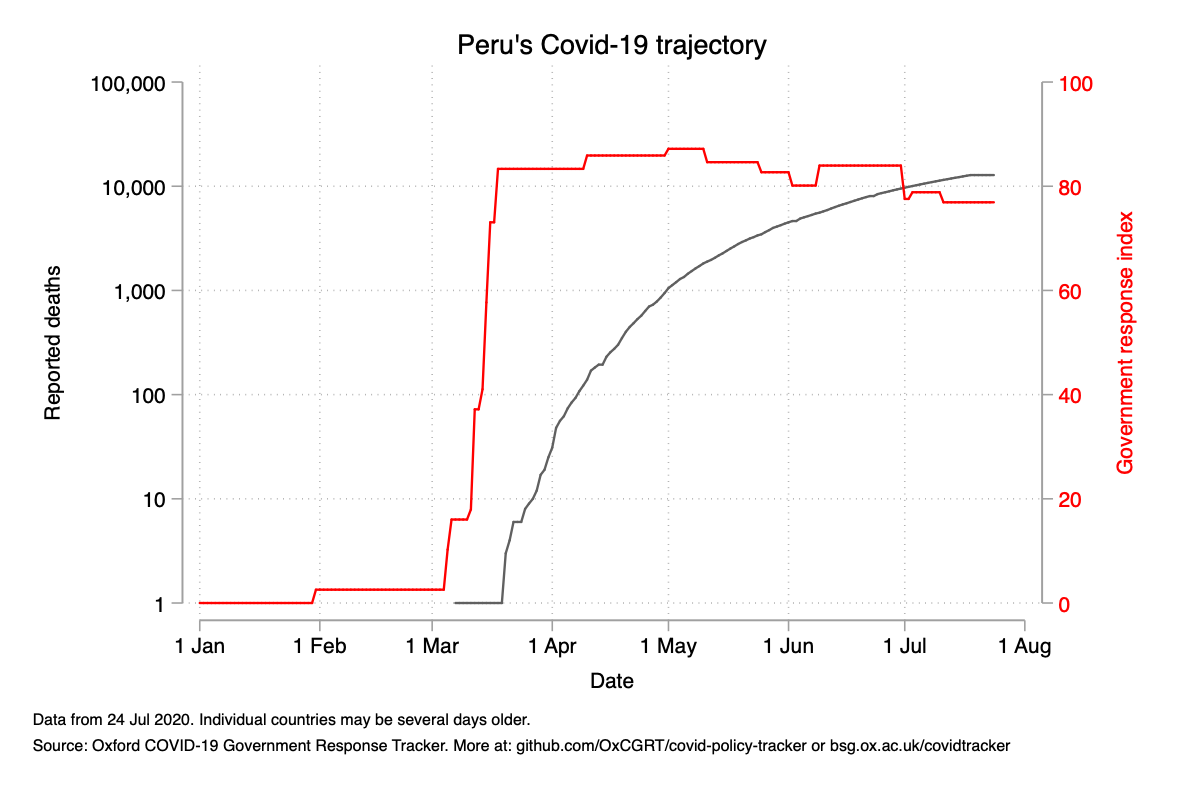 Peru's Covid-19 trajectory
100,000
10,000
1,000
100
10
1
Reported deaths
100
80
60
40
20
0
Government response index
1 Jan 1 Feb 1 Mar 1 Apr 1 May 1 Jun 1 Jul 1 Aug
Date
Data from 24 Jul 2020. Individual countries may be several days older.
Source: Oxford COVID-19 Government Response Tracker. More at: github.com/OxCGRT/covid-policy-tracker or bsg.ox.ac.uk/covidtracker